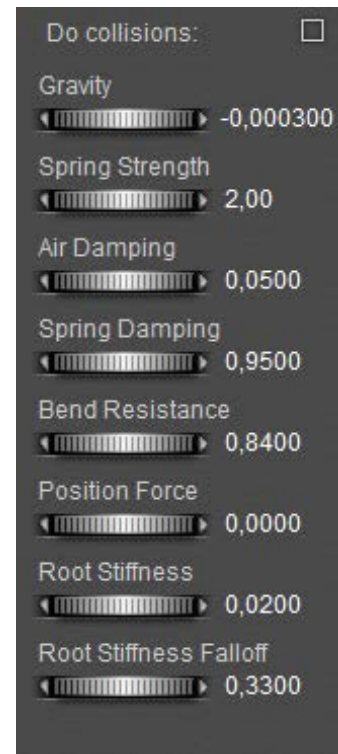 Do collisions:
Gravity
-0,000300
Spring Strength
2,00
Air Damping
0,0500
Spring Damping
0,9500
Bend Resistance
0,8400
Position Force
0,0000
Root Stiffness
0,0200
Root Stiffness Falloff
0,3300